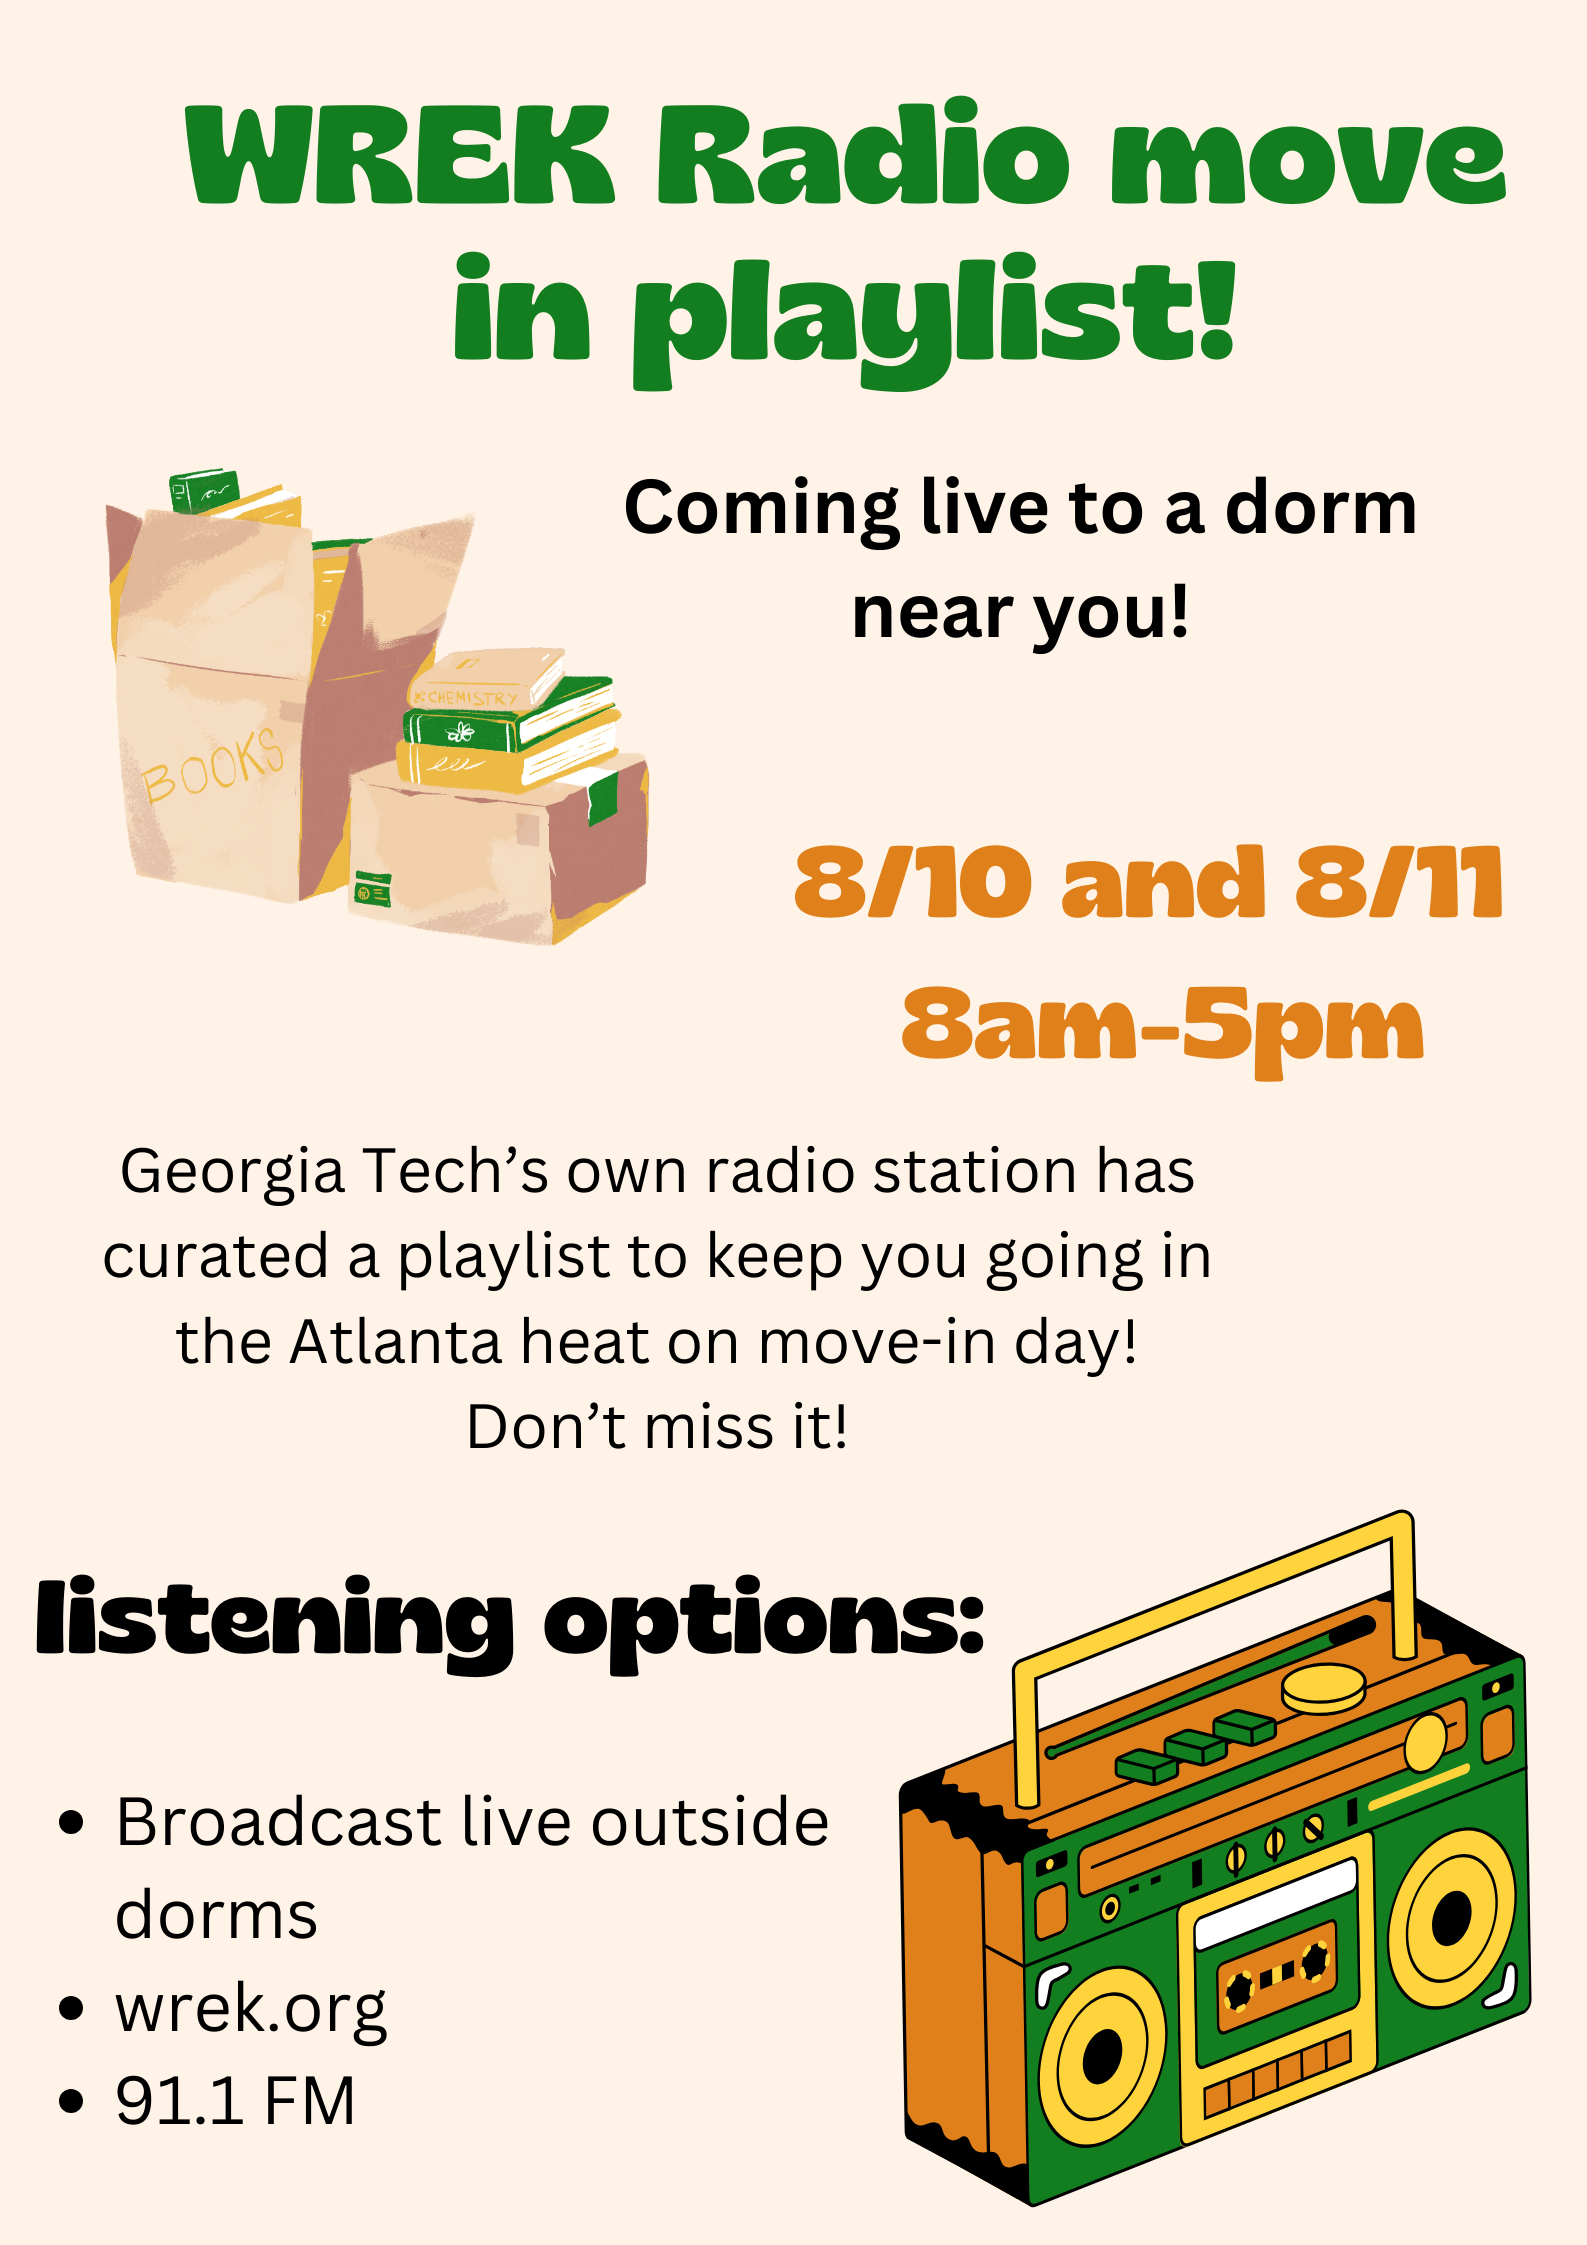 WREK Radio move
in playlist!
Coming live to a dorm
near you!
BOOKS
CHEMISTRY
8/10 and 8/11
8am-5pm
Georgia Tech’s own radio station has
curated a playlist to keep you going in
the Atlanta heat on move-in day!
Don’t miss it!
listening options:
• Broadcast live outside
dorms
• wrek.org
• 91.1 FM